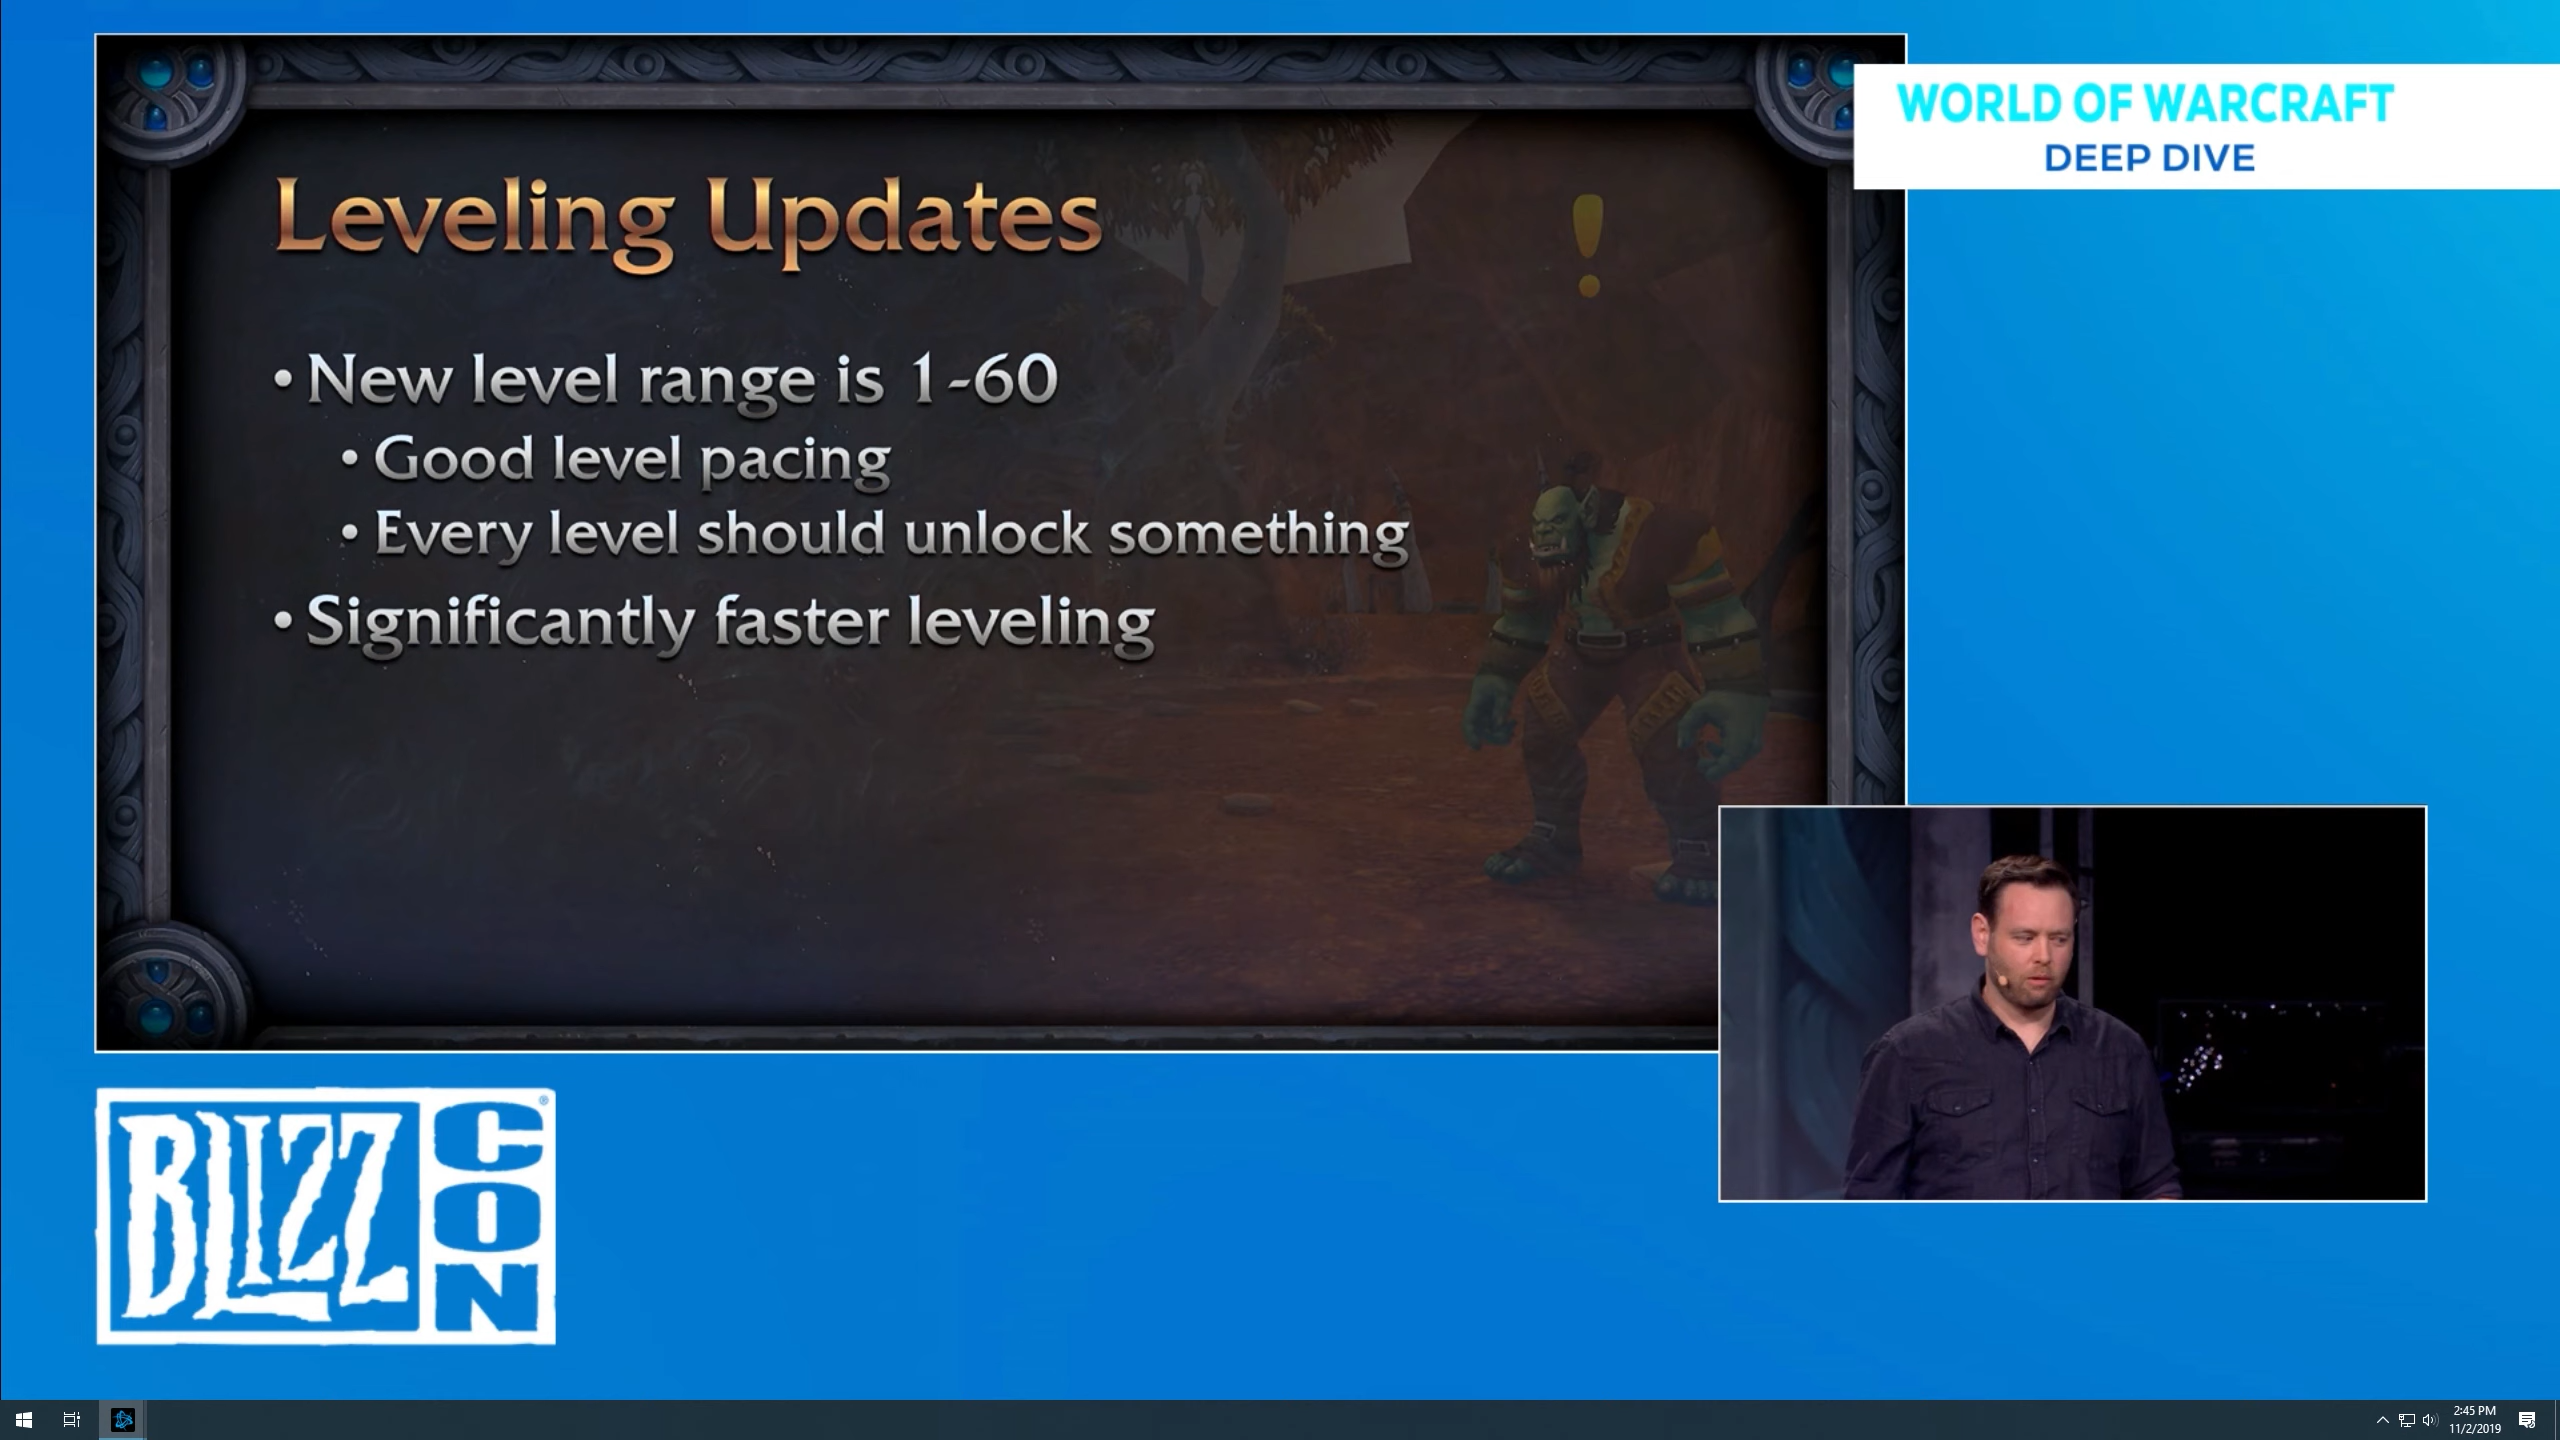 WORLD OF WARCRAFT
DEEP DIVE
Leveling Updates
• New level range is 1-60
• Good level pacing
• Every level should unlock something
• Significantly faster leveling
BLIZZ
CON
®
2:45 PM
11/2/2019